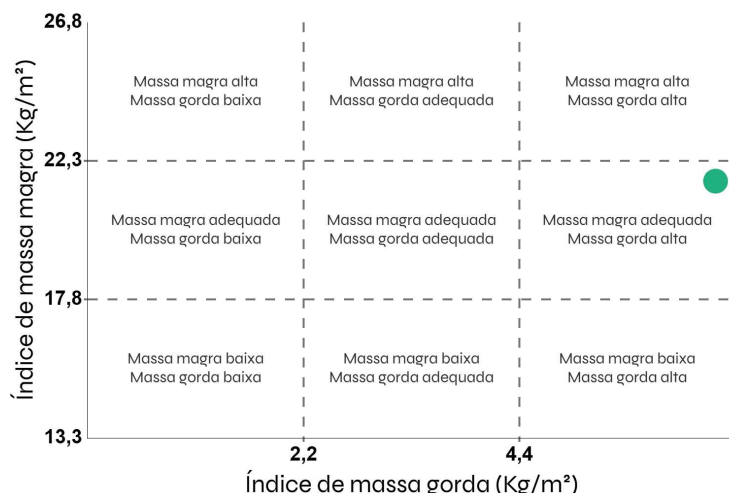 26,8
Massa magra alta
Massa gorda baixa
Massa magra alta
Massa gorda adequada
Massa magra alta
Massa gorda alta
22,3
Massa magra adequada
Massa gorda baixa
Massa magra adequada
Massa gorda adequada
Massa magra adequada
Massa gorda alta
17,8
Massa magra baixa
Massa gorda baixa
Massa magra baixa
Massa gorda adequada
Massa magra baixa
Massa gorda alta
13,3
2,2
4,4
Índice de massa magra (Kg/m²)
Índice de massa gorda (Kg/m²)